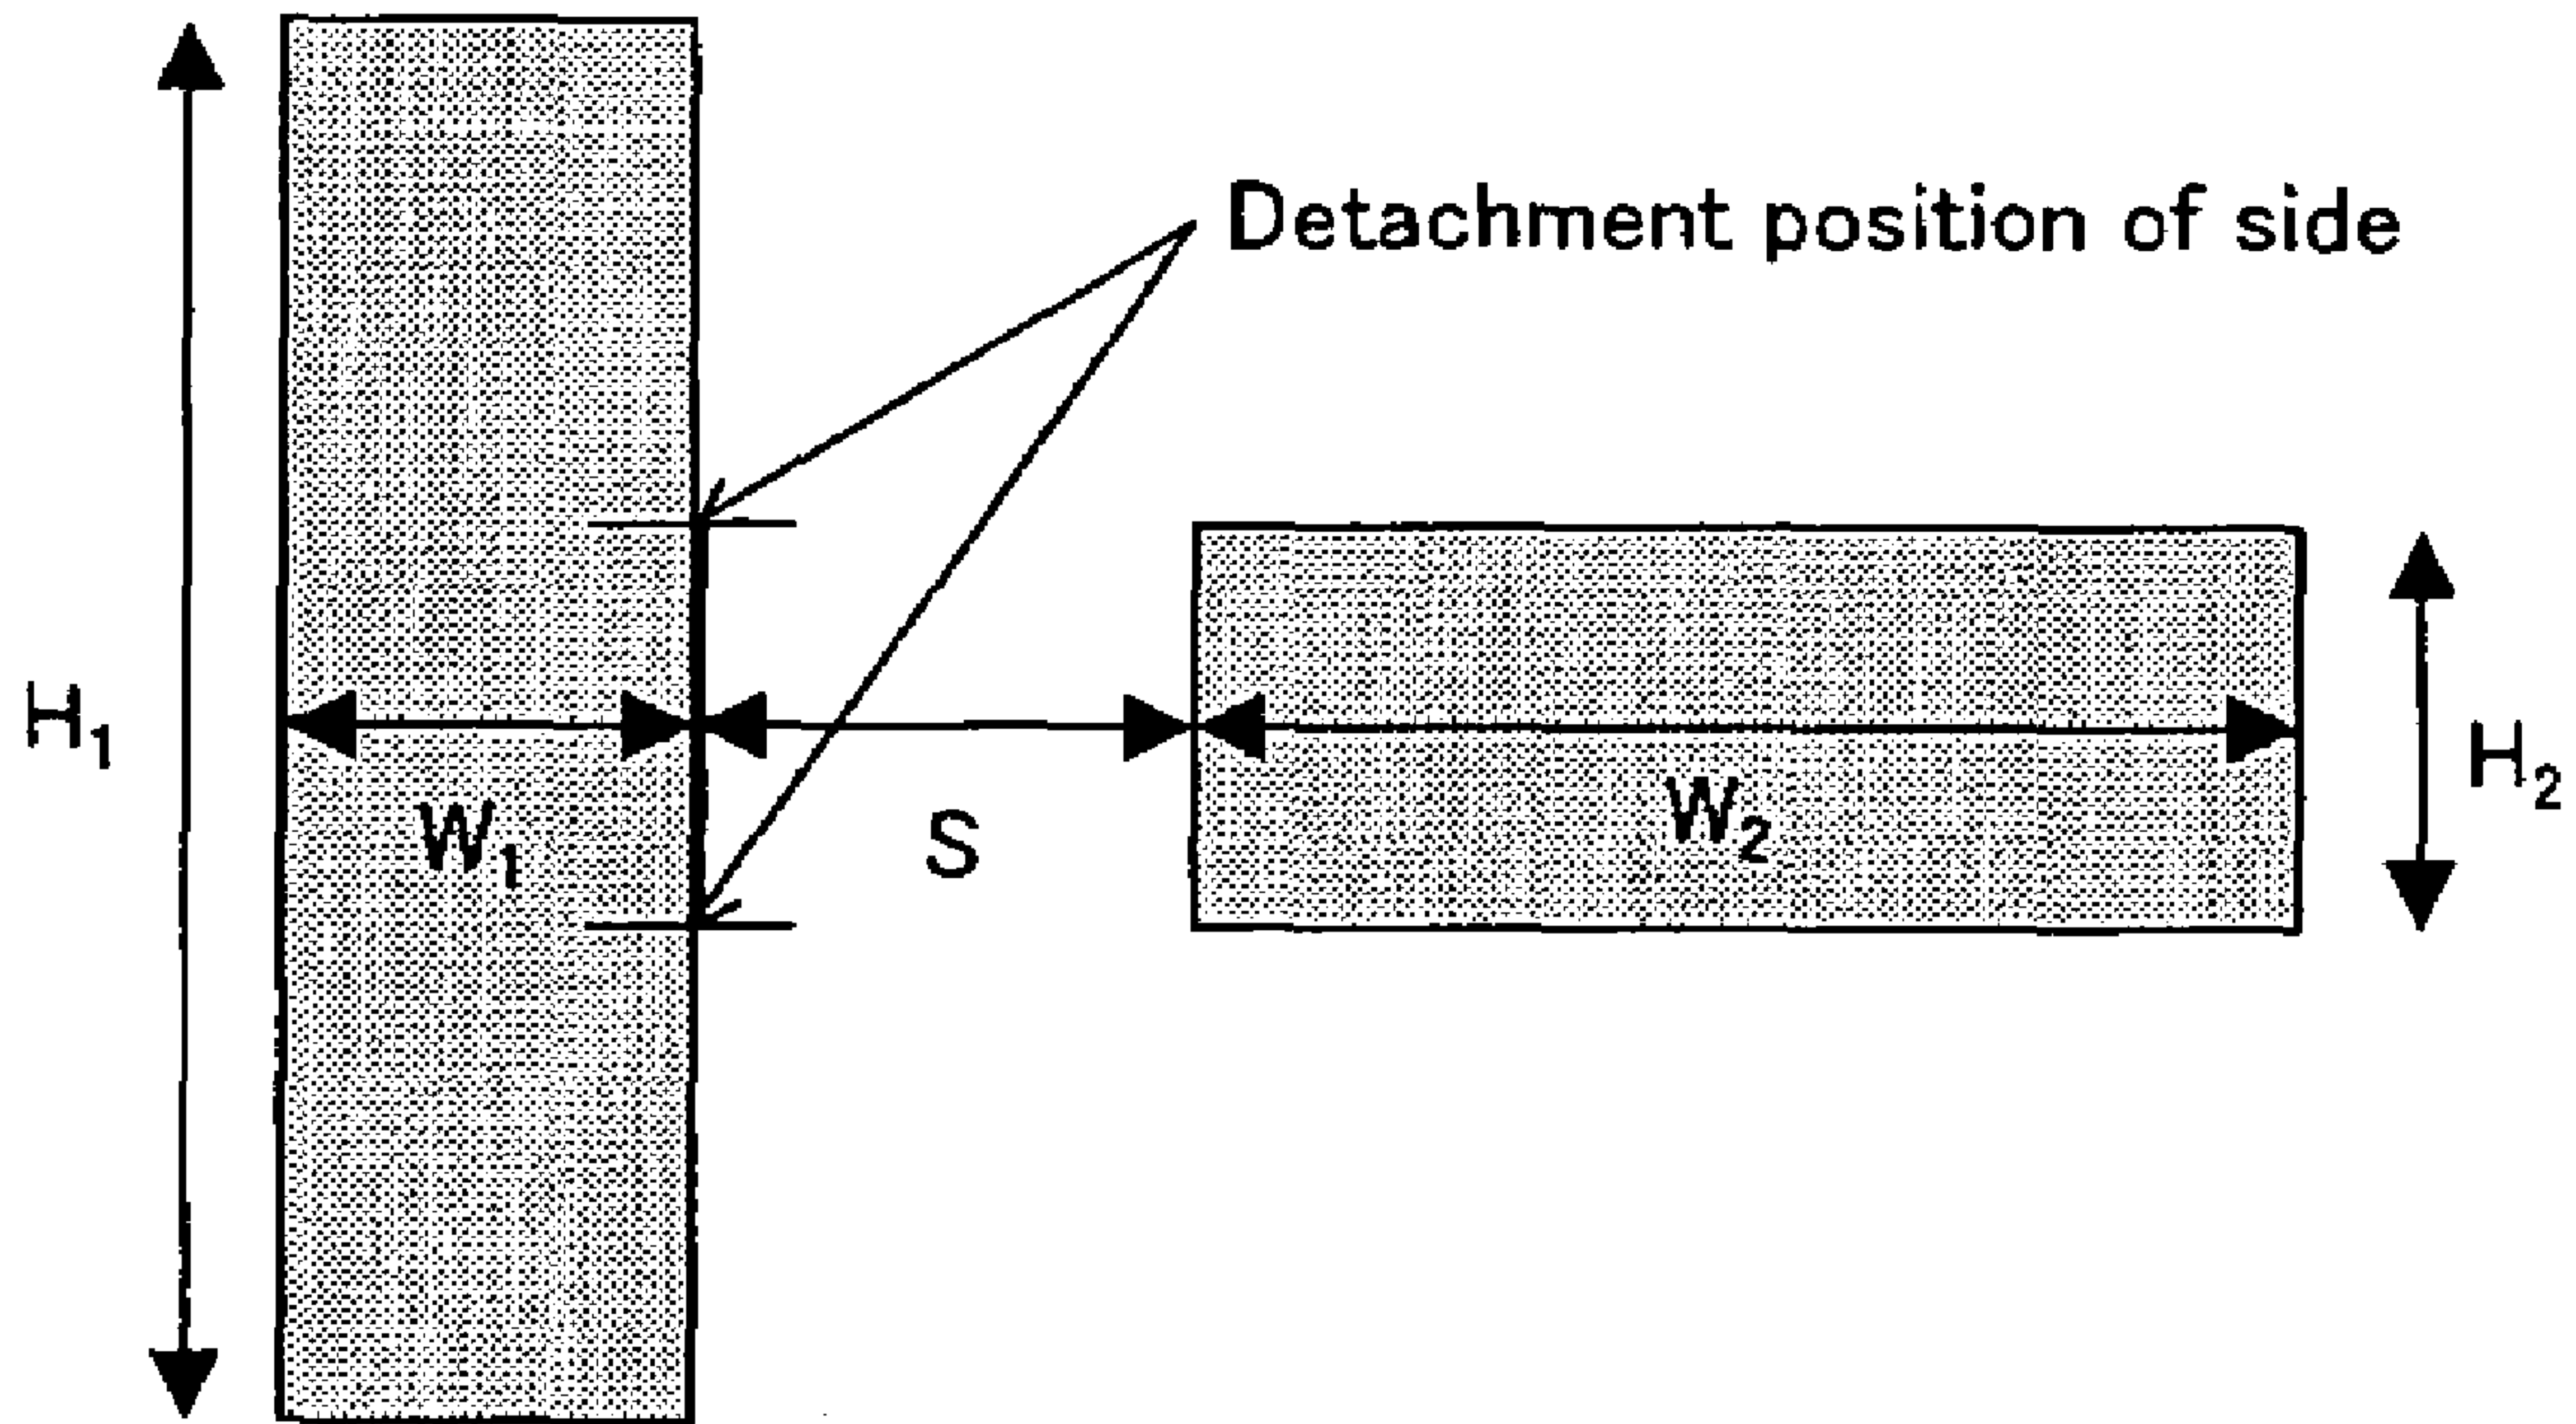 Detachment position of side
H₁
W₁
S
W₂
H₂